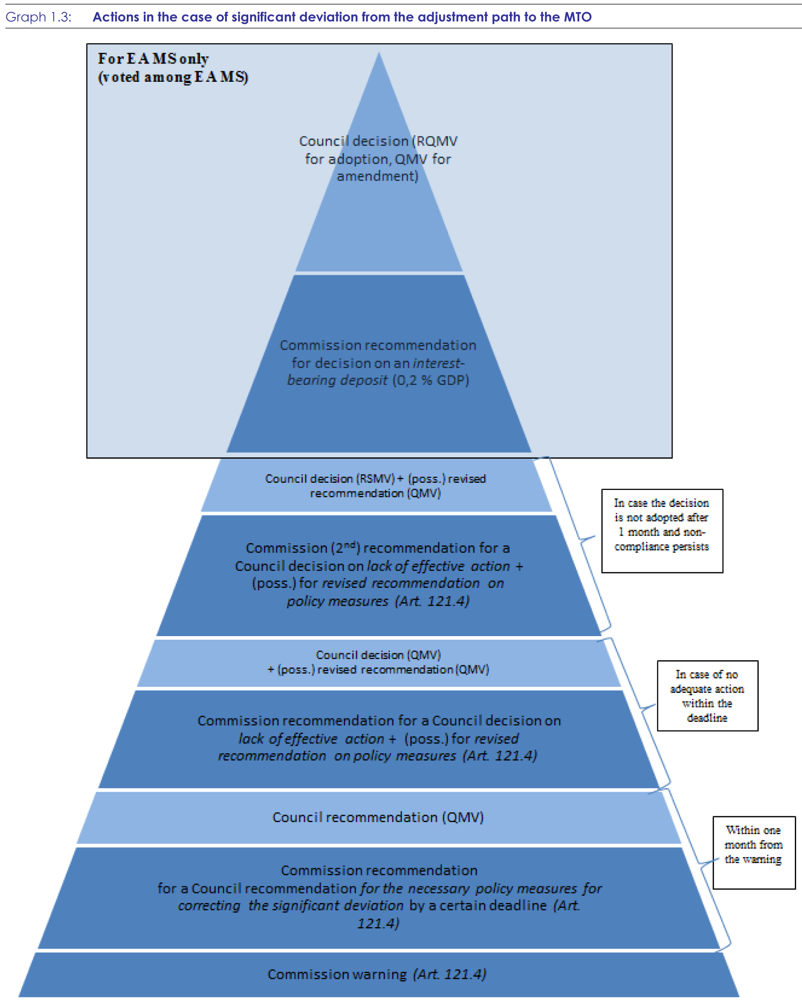 Graph 1.3: Actions in the case of significant deviation from the adjustment path to the MTO
For EA MS only
(voted among EA MS)
Council decision (RQMV
for adoption, QMV for
amendment)
Commission recommendation
for decision on an interest-
bearing deposit (0,2 % GDP)
Council decision (RSMV) + (poss.) revised
recommendation (QMV)
In case the decision
is not adopted after
1 month and non-
compliance persists
Commission (2nd) recommendation for a
Council decision on lack of effective action +
(poss.) for revised recommendation on
policy measures (Art. 121.4)
Council decision (QMV)
+ (poss.) revised recommendation (QMV)
In case of no
adequate action
within the
deadline
Commission recommendation for a Council decision on
lack of effective action + (poss.) for revised
recommendation on policy measures (Art. 121.4)
Council recommendation (QMV)
Within one
month from
the warning
Commission recommendation
for a Council recommendation for the necessary policy measures for
correcting the significant deviation by a certain deadline (Art.
121.4)
Commission warning (Art. 121.4)